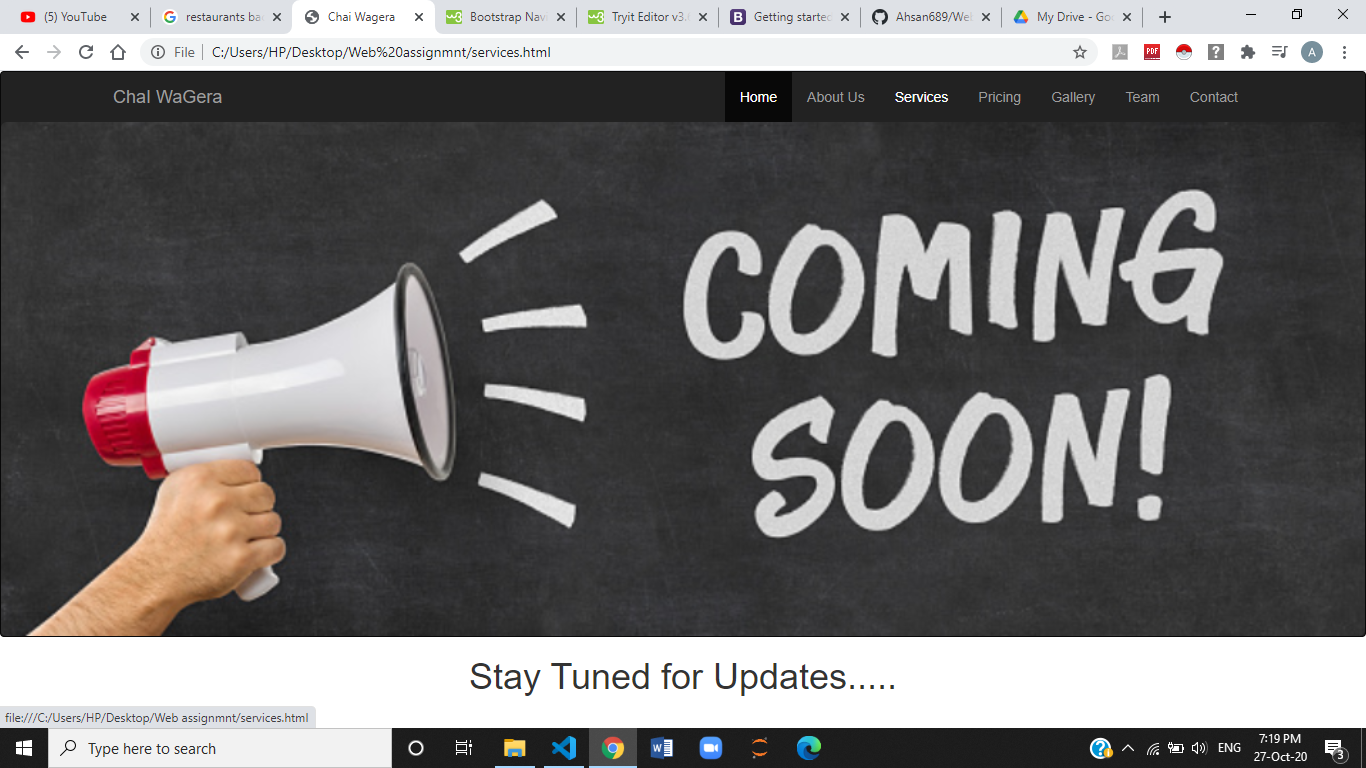 (5) YouTube
restaurants ba
Chai Wagera
Bootstrap Nav
Tryit Editor v3.
Getting started
Ahsan689/We
My Drive - Goo
File
C:/Users/HP/Desktop/Web%20assignmnt/services.html
PDF
A
Chal WaGera
Home
About Us
Services
Pricing
Gallery
Team
Contact
COMING
SOON!
Stay Tuned for Updates.....
file:///C:/Users/HP/Desktop/Web assignmnt/services.html
Type here to search
ENG
7:19 PM
27-Oct-20
3